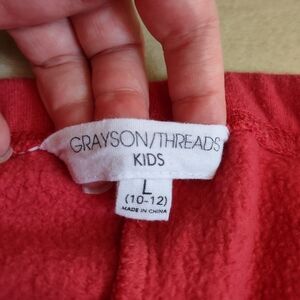 GRAYSON/THREADS
KIDS
L
(10-12)
MADE IN CHINA